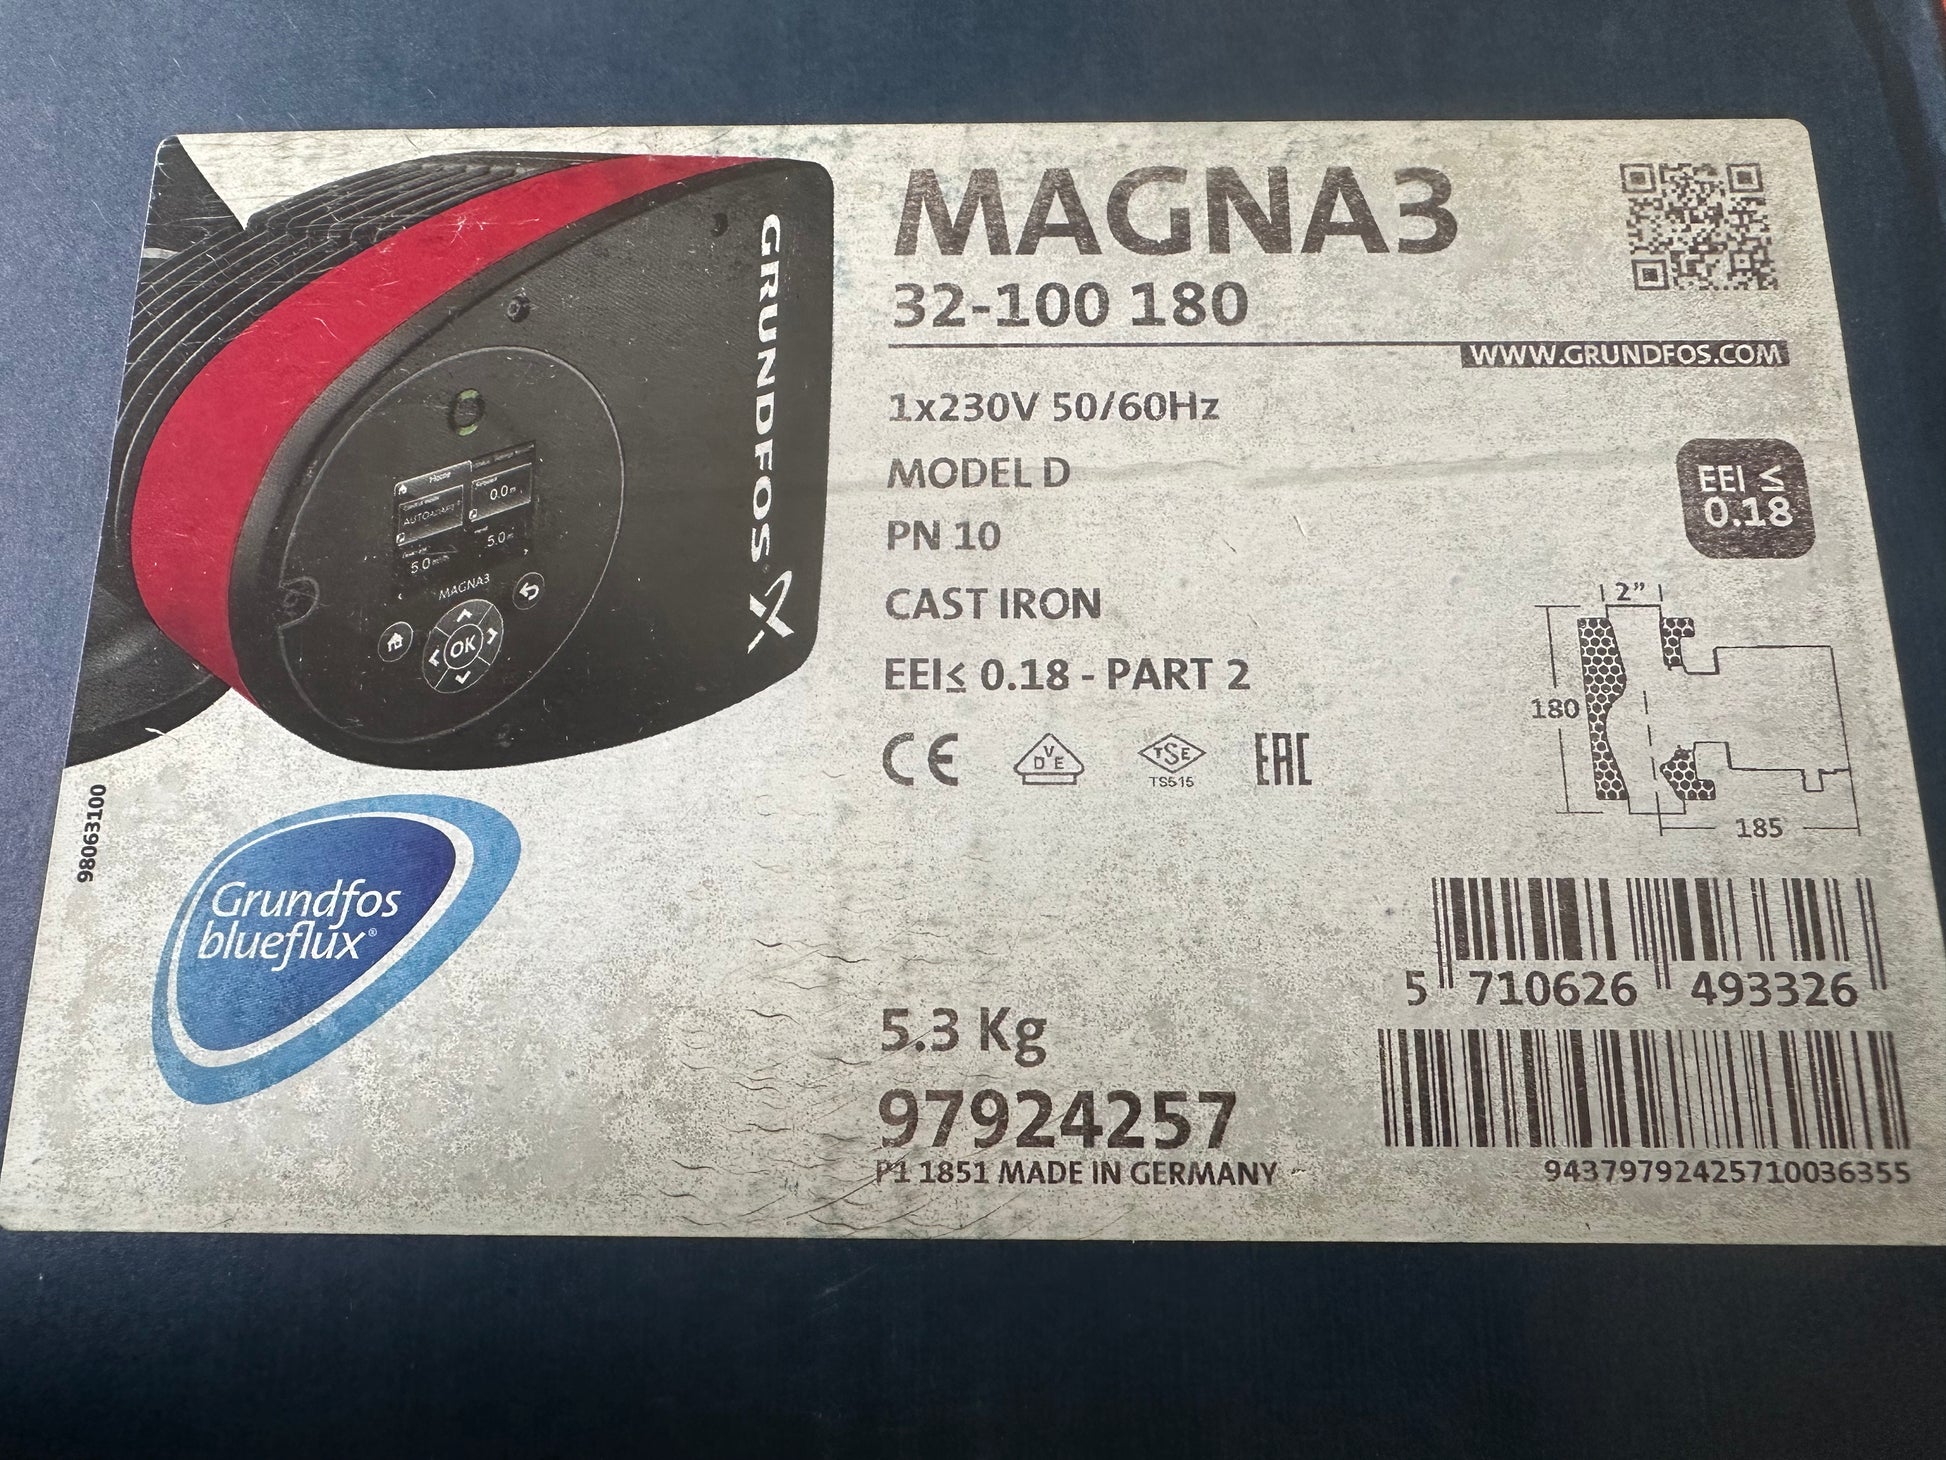 MAGNA3
32-100 180
WWW.GRUNDFOS.COM
1x230V 50/60Hz
MODEL D
PN 10
CAST IRON
EEI≤ 0.18 - PART 2
CE
VDE
TSE
TS515
EAC
EEI ≤
0.18
2"
180
185
5 710626 493326
5.3 Kg
97924257
P1 1851 MADE IN GERMANY
94379792425710036355
GRUNDFOS
Home
AUTOADAPT
0.0 m
5.0 m³/h
5.0 m
MAGNA3
OK
98063100
Grundfos
blueflux®